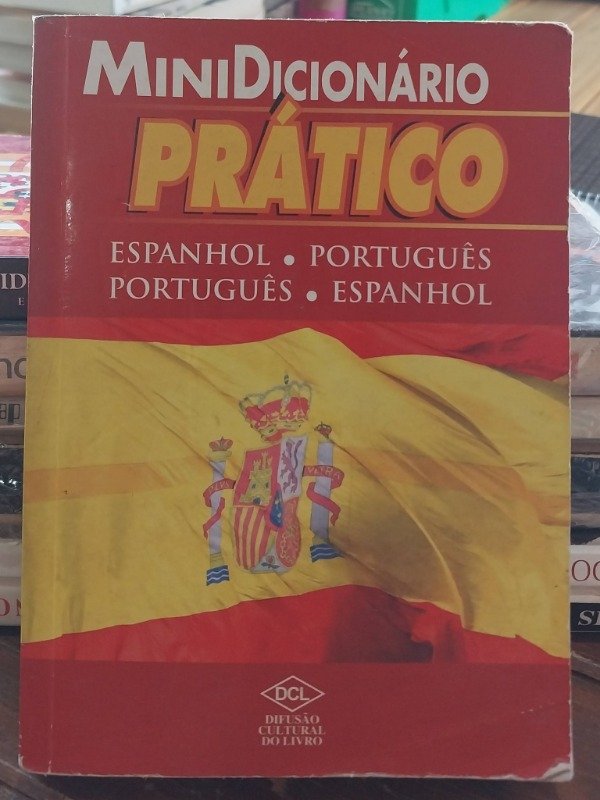 MINIDICIONÁRIO
PRÁTICO
ESPANHOL • PORTUGUÊS
PORTUGUÊS • ESPANHOL
DCL
DIFUSÃO
CULTURAL
DO LIVRO